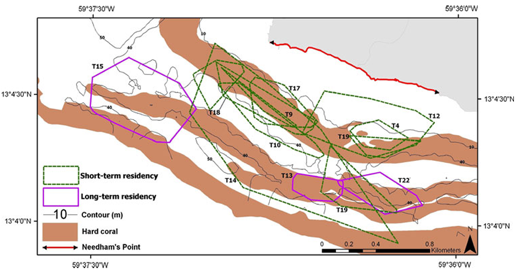 59°37'30"W
59°36'0"W
T15
13°4'30"N
13°4'30"N
T17
T18
T9
T12
T4
T19
T10
T14
T13
T22
T19
Short-term residency
Long-term residency
10 Contour (m)
Hard coral
Needham's Point
13°4'0"N
13°4'0"N
0 0.2 0.4 0.8
Kilometers
N
59°37'30"W
59°36'0"W